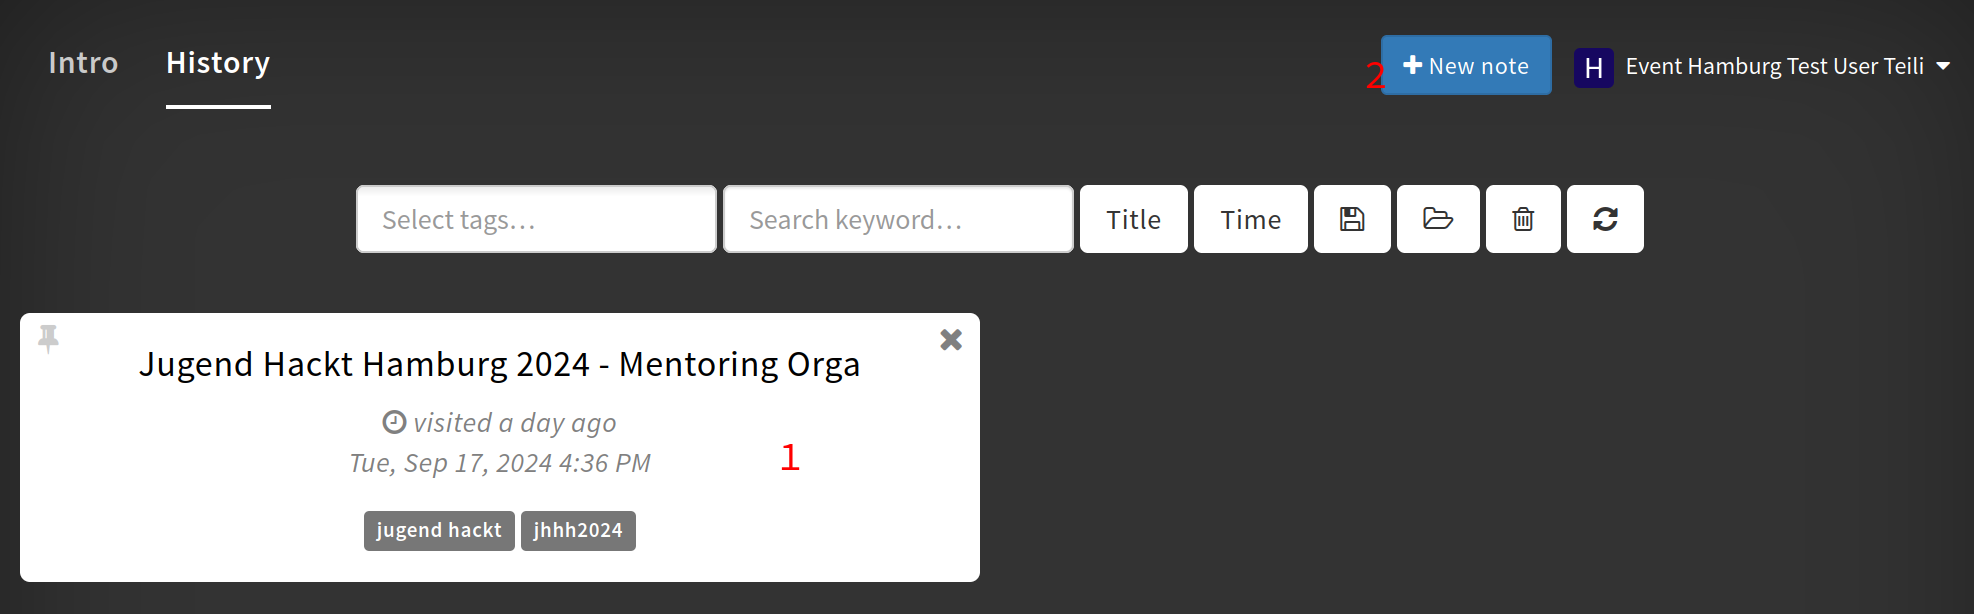 Intro History 2 New note H Event Hamburg Test User Teili
Select tags... Search keyword... Title Time
Jugend Hackt Hamburg 2024 - Mentoring Orga
visited a day ago
Tue, Sep 17, 2024 4:36 PM 1
jugend hackt jhhh2024